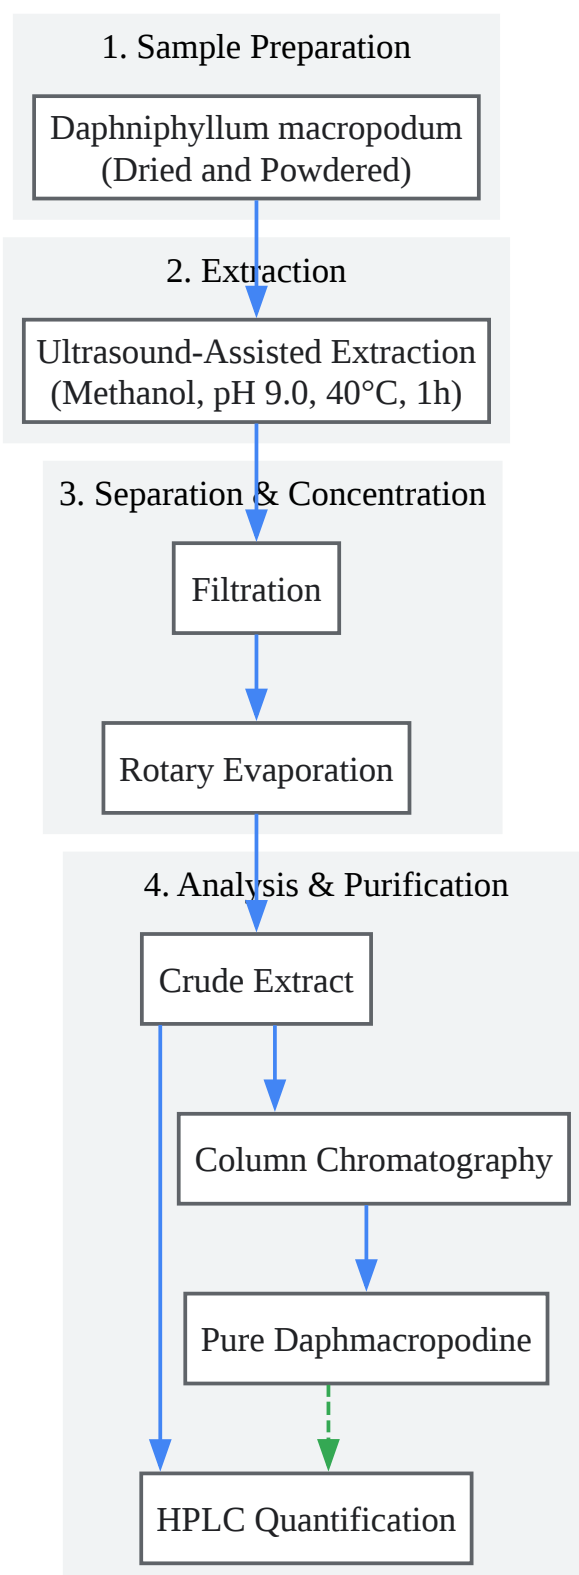 1. Sample Preparation
Daphniphyllum macropodum
(Dried and Powdered)
2. Extraction
Ultrasound-Assisted Extraction
(Methanol, pH 9.0, 40°C, 1h)
3. Separation & Concentration
Filtration
Rotary Evaporation
4. Analysis & Purification
Crude Extract
Column Chromatography
Pure Daphmacropodine
HPLC Quantification